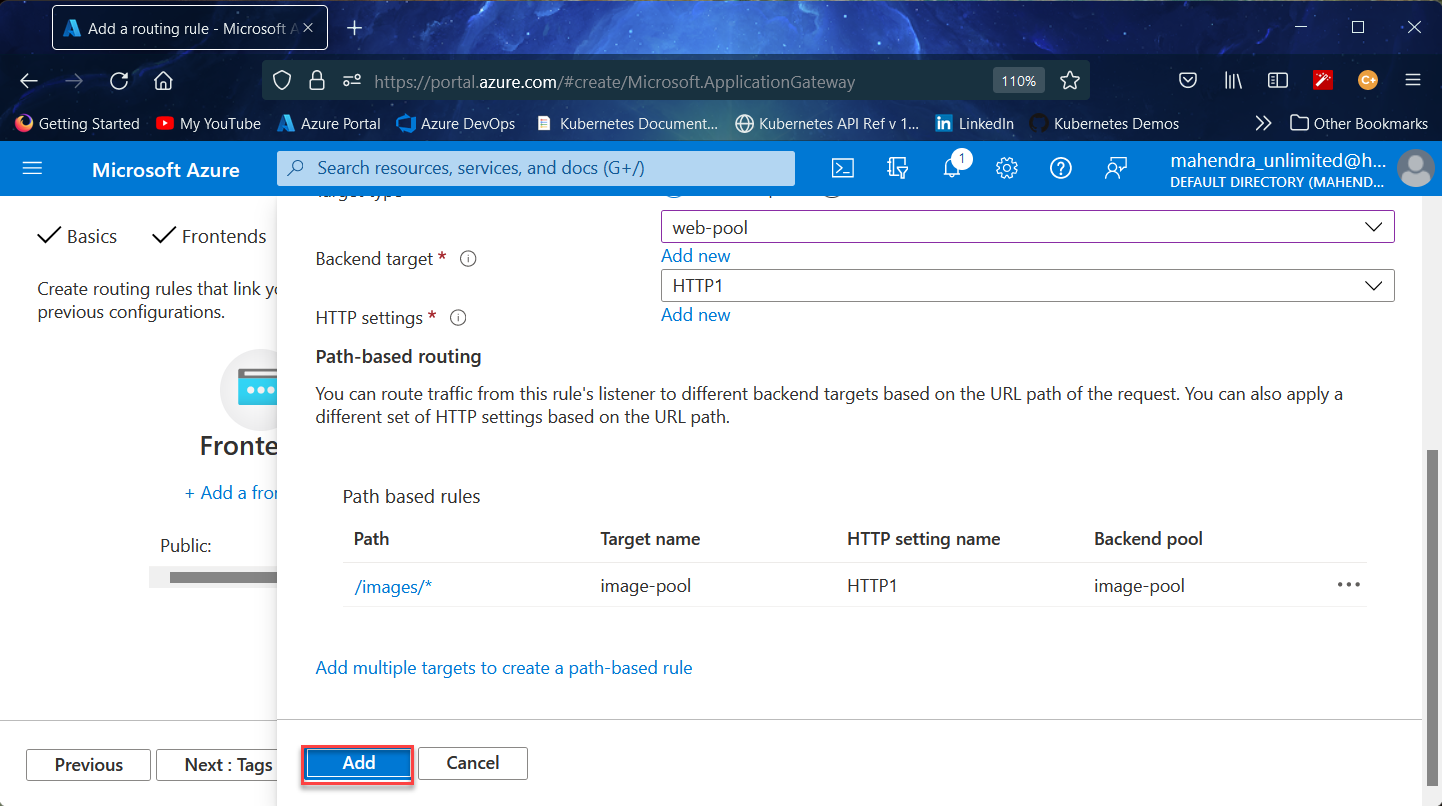 Add a routing rule - Microsoft A
https://portal.azure.com/#create/Microsoft.ApplicationGateway
110%
Getting Started
My YouTube
Azure Portal
Azure DevOps
Kubernetes Document...
Kubernetes API Ref v 1...
LinkedIn
Kubernetes Demos
Other Bookmarks
Microsoft Azure
Search resources, services, and docs (G+/)
1
mahendra_unlimited@h...
DEFAULT DIRECTORY (MAHEND...
Basics
Frontends
Create routing rules that link yo
previous configurations.
Fronte
+ Add a fron
Public:
web-pool
Backend target *
Add new
HTTP1
HTTP settings *
Add new
Path-based routing
You can route traffic from this rule's listener to different backend targets based on the URL path of the request. You can also apply a
different set of HTTP settings based on the URL path.
Path based rules
Path Target name HTTP setting name Backend pool
/images/* image-pool HTTP1 image-pool
Add multiple targets to create a path-based rule
Previous
Next : Tags
Add
Cancel